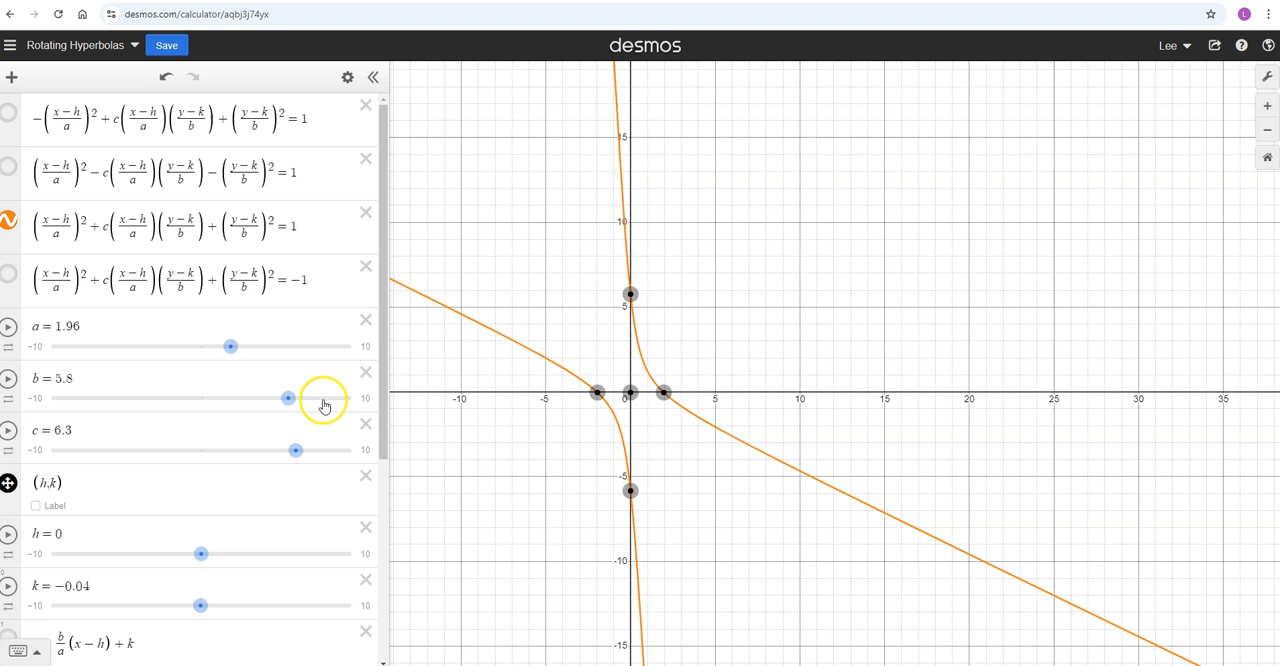 desmos.com/calculator/aqbj3j74yx
L
Rotating Hyperbolas
Save
desmos
Lee
−((x−h)/a)² + c((x−h)/a)((y−k)/b) + ((y−k)/b)² = 1
((x−h)/a)² − c((x−h)/a)((y−k)/b) − ((y−k)/b)² = 1
((x−h)/a)² + c((x−h)/a)((y−k)/b) + ((y−k)/b)² = 1
((x−h)/a)² + c((x−h)/a)((y−k)/b) + ((y−k)/b)² = −1
a = 1.96
-10 10
b = 5.8
-10 10
c = 6.3
-10 10
(h,k)
Label
h = 0
-10 10
0
k = −0.04
-10 10
1
b/a (x−h) + k
15
10
5
-10 -5 0 5 10 15 20 25 30 35
-5
-10
-15